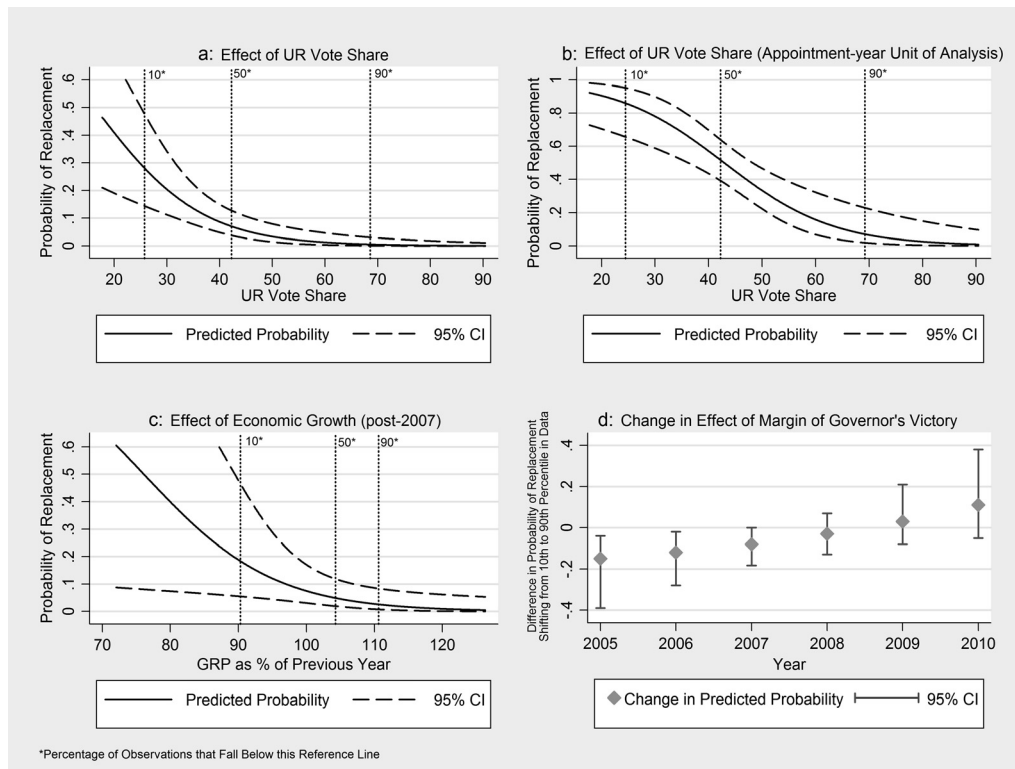 a: Effect of UR Vote Share
Probability of Replacement
.6
.5
.4
.3
.2
.1
0
10*
50*
90*
20 30 40 50 60 70 80 90
UR Vote Share
Predicted Probability 95% CI
b: Effect of UR Vote Share (Appointment-year Unit of Analysis)
Probability of Replacement
1
.8
.6
.4
.2
0
10*
50*
90*
20 30 40 50 60 70 80 90
UR Vote Share
Predicted Probability 95% CI
c: Effect of Economic Growth (post-2007)
Probability of Replacement
.6
.5
.4
.3
.2
.1
0
10*
50*
90*
70 80 90 100 110 120
GRP as % of Previous Year
Predicted Probability 95% CI
d: Change in Effect of Margin of Governor's Victory
Difference in Probability of Replacement
Shifting from 10th to 90th Percentile in Data
.4
.2
0
-.2
-.4
2005 2006 2007 2008 2009 2010
Year
Change in Predicted Probability 95% CI
*Percentage of Observations that Fall Below this Reference Line